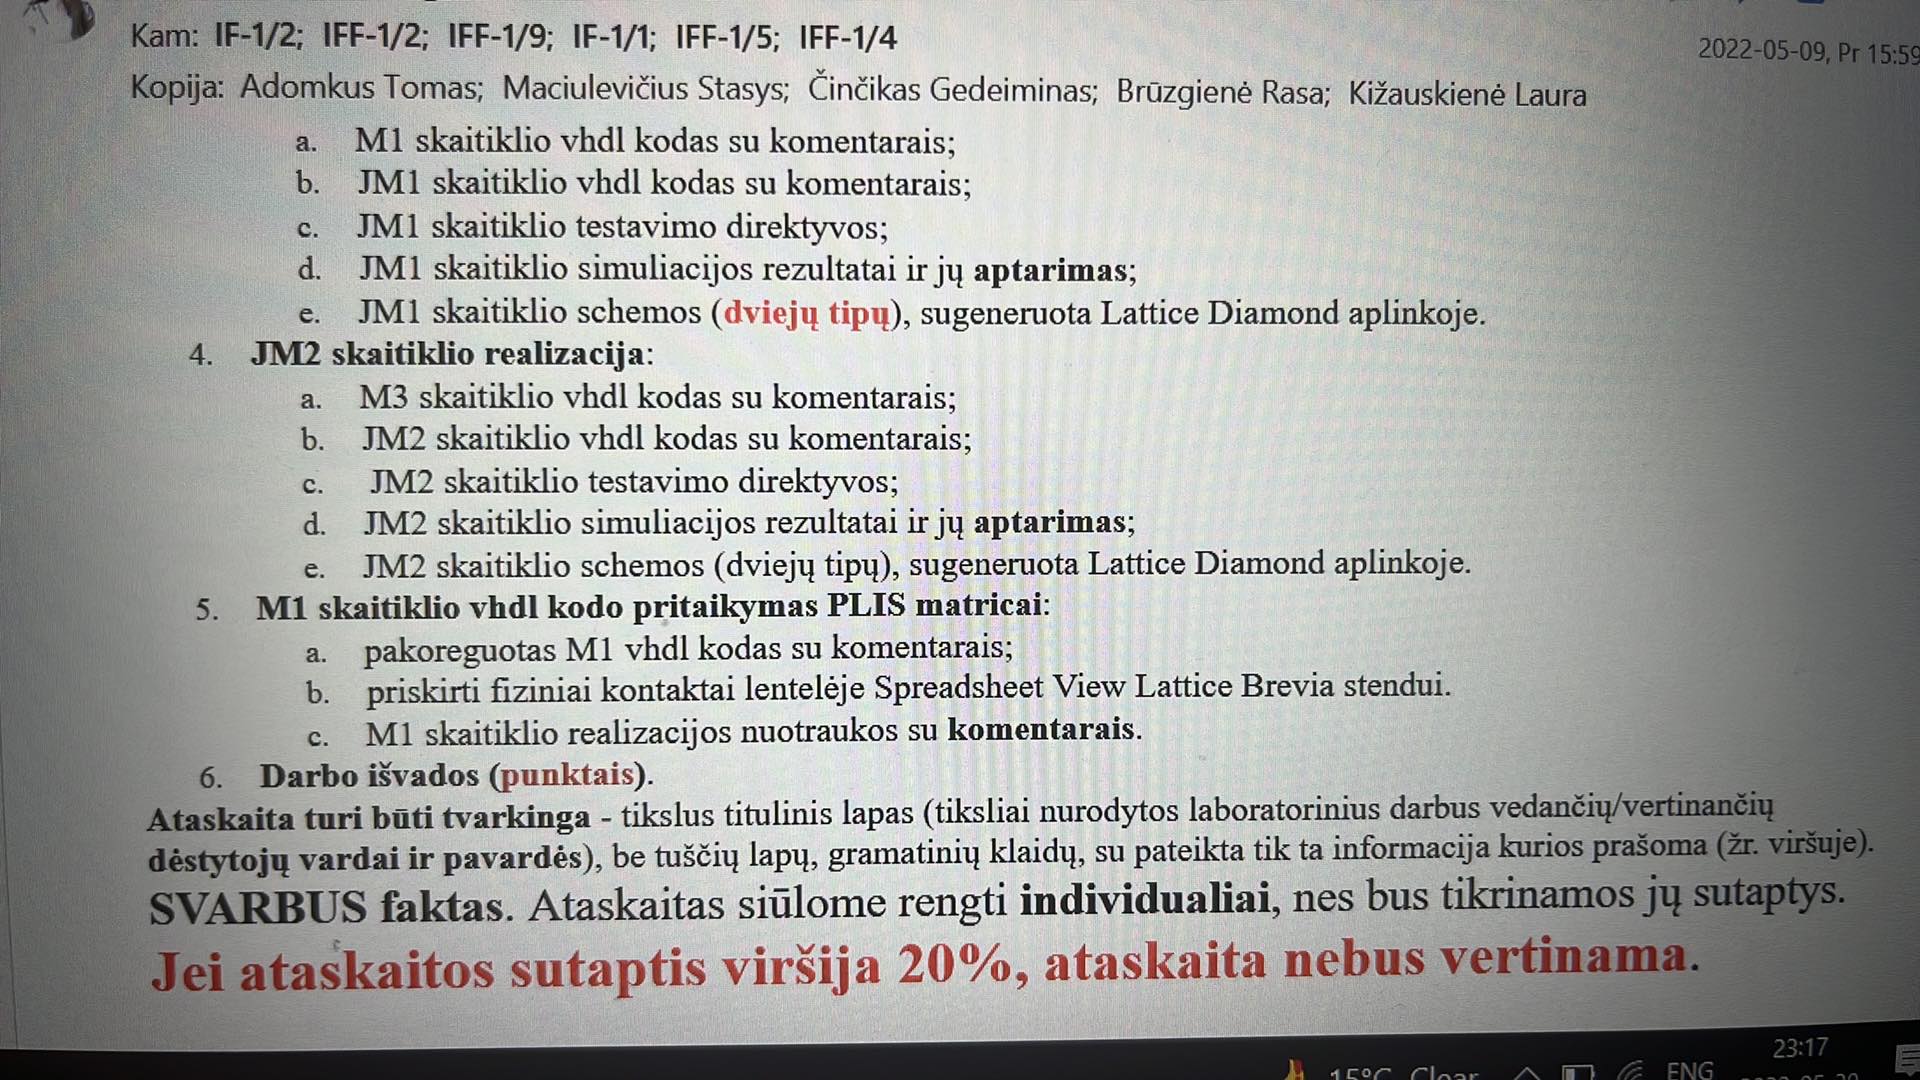 Kam: IF-1/2; IFF-1/2; IFF-1/9; IF-1/1; IFF-1/5; IFF-1/4
2022-05-09, Pr 15:59
Kopija: Adomkus Tomas; Maciulevičius Stasys; Činčikas Gedeiminas; Brūzgienė Rasa; Kižauskienė Laura
a. M1 skaitiklio vhdl kodas su komentarais;
b. JM1 skaitiklio vhdl kodas su komentarais;
c. JM1 skaitiklio testavimo direktyvos;
d. JM1 skaitiklio simuliacijos rezultatai ir jų aptarimas;
e. JM1 skaitiklio schemos (dviejų tipų), sugeneruota Lattice Diamond aplinkoje.
4. JM2 skaitiklio realizacija:
a. M3 skaitiklio vhdl kodas su komentarais;
b. JM2 skaitiklio vhdl kodas su komentarais;
c. JM2 skaitiklio testavimo direktyvos;
d. JM2 skaitiklio simuliacijos rezultatai ir jų aptarimas;
e. JM2 skaitiklio schemos (dviejų tipų), sugeneruota Lattice Diamond aplinkoje.
5. M1 skaitiklio vhdl kodo pritaikymas PLIS matricai:
a. pakoreguotas M1 vhdl kodas su komentarais;
b. priskirti fiziniai kontaktai lentelėje Spreadsheet View Lattice Brevia stendui.
c. M1 skaitiklio realizacijos nuotraukos su komentarais.
6. Darbo išvados (punktais).
Ataskaita turi būti tvarkinga - tikslus titulinis lapas (tiksliai nurodytos laboratorinius darbus vedančių/vertinančių
dėstytojų vardai ir pavardės), be tuščių lapų, gramatinių klaidų, su pateikta tik ta informacija kurios prašoma (žr. viršuje).
SVARBUS faktas. Ataskaitas siūlome rengti individualiai, nes bus tikrinamos jų sutaptys.
Jei ataskaitos sutaptis viršija 20%, ataskaita nebus vertinama.
23:17
15°C Clear
ENG